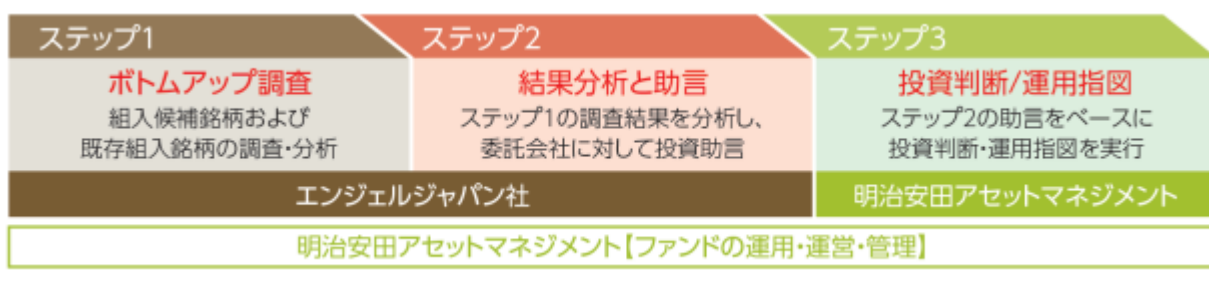 ステップ1
ボトムアップ調査
組入候補銘柄および
既存組入銘柄の調査・分析
ステップ2
結果分析と助言
ステップ1の調査結果を分析し、
委託会社に対して投資助言
ステップ3
投資判断/運用指図
ステップ2の助言をベースに
投資判断・運用指図を実行
エンジェルジャパン社
明治安田アセットマネジメント
明治安田アセットマネジメント【ファンドの運用・運営・管理】